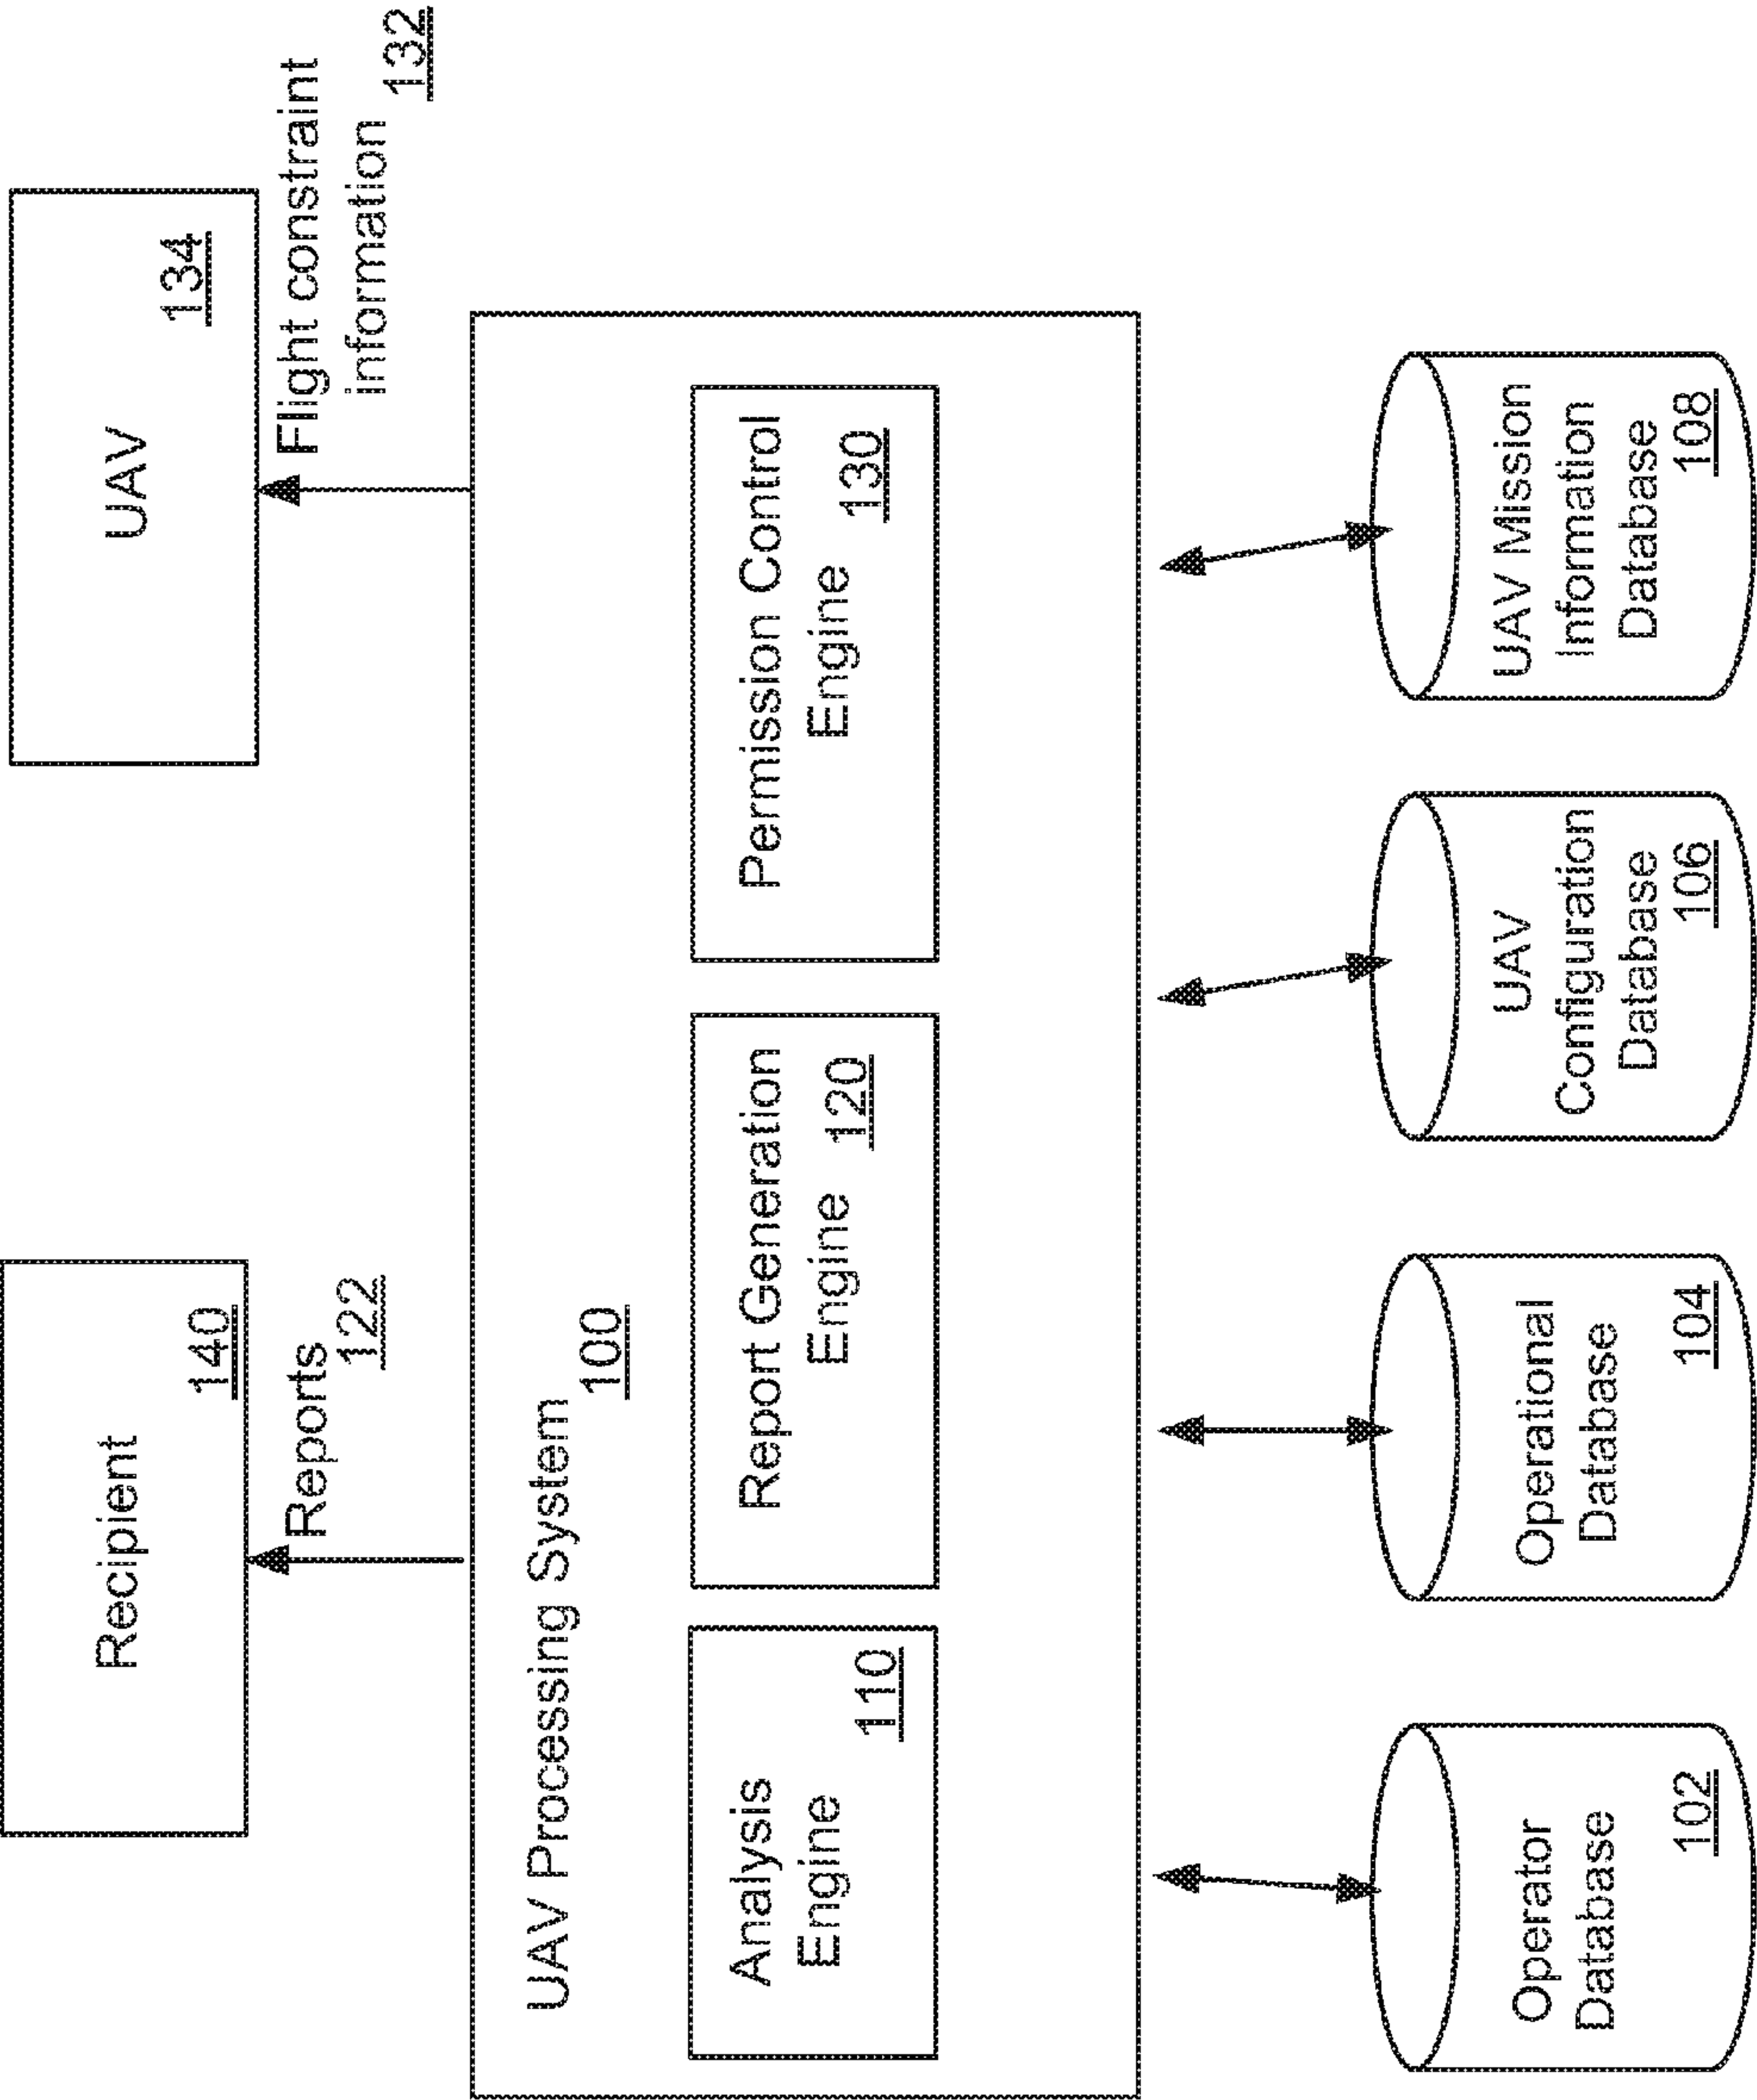 Recipient
140
UAV
134
Reports
122
Flight constraint
information
132
UAV Processing System
100
Analysis
Engine
110
Report Generation
Engine 120
Permission Control
Engine 130
Operator
Database
102
Operational
Database
104
UAV
Configuration
Database
106
UAV Mission
Information
Database
108